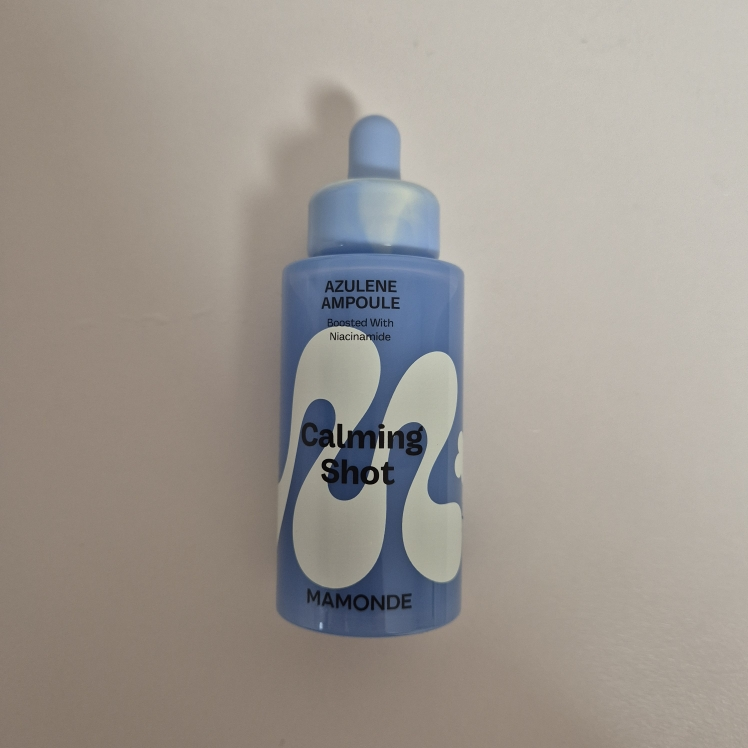 AZULENE
AMPOULE
Boosted With
Niacinamide
Calming
Shot
MAMONDE